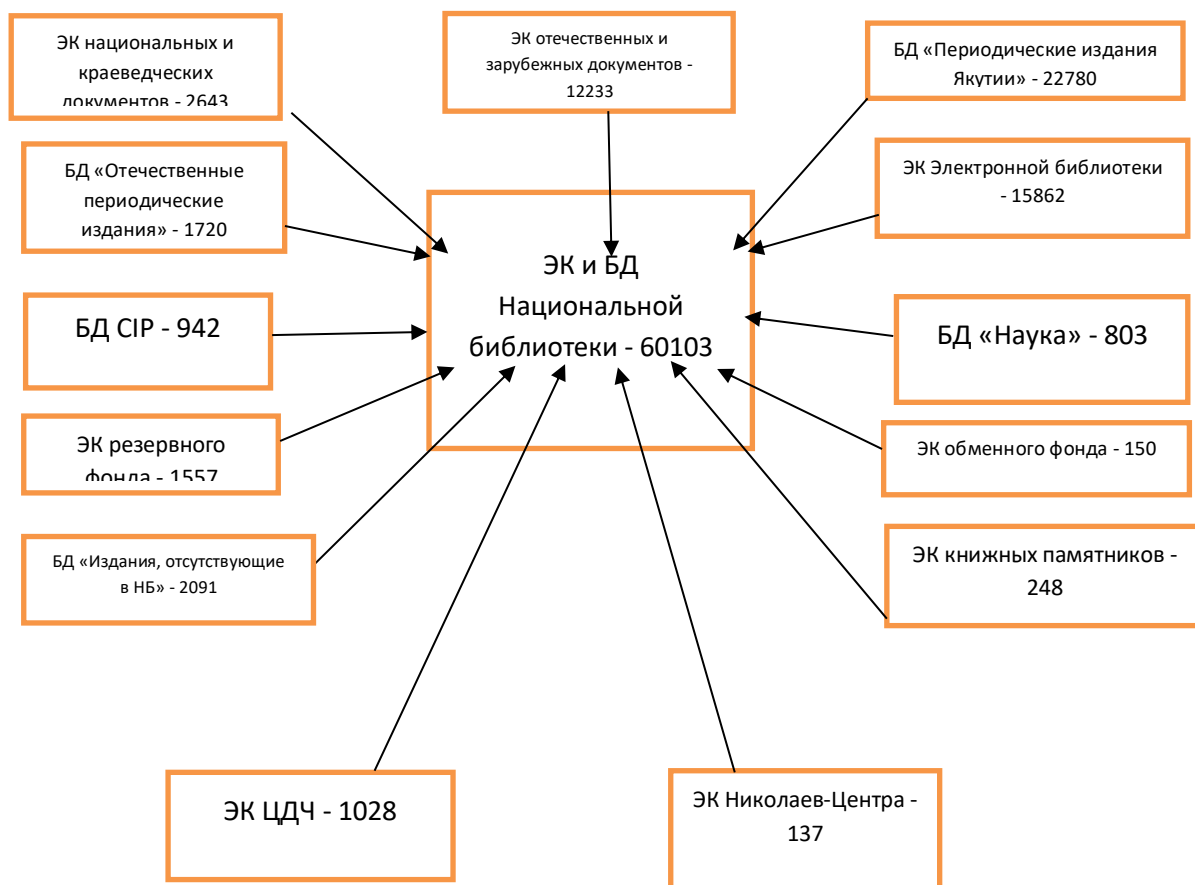 ЭК национальных и
краеведческих
документов - 2643
ЭК отечественных и
зарубежных документов -
12233
БД «Периодические издания
Якутии» - 22780
БД «Отечественные
периодические
издания» - 1720
ЭК Электронной библиотеки
- 15862
ЭК и БД
Национальной
библиотеки - 60103
БД CIP - 942
БД «Наука» - 803
ЭК резервного
фонда - 1557
ЭК обменного фонда - 150
БД «Издания, отсутствующие
в НБ» - 2091
ЭК книжных памятников -
248
ЭК ЦДЧ - 1028
ЭК Николаев-Центра -
137